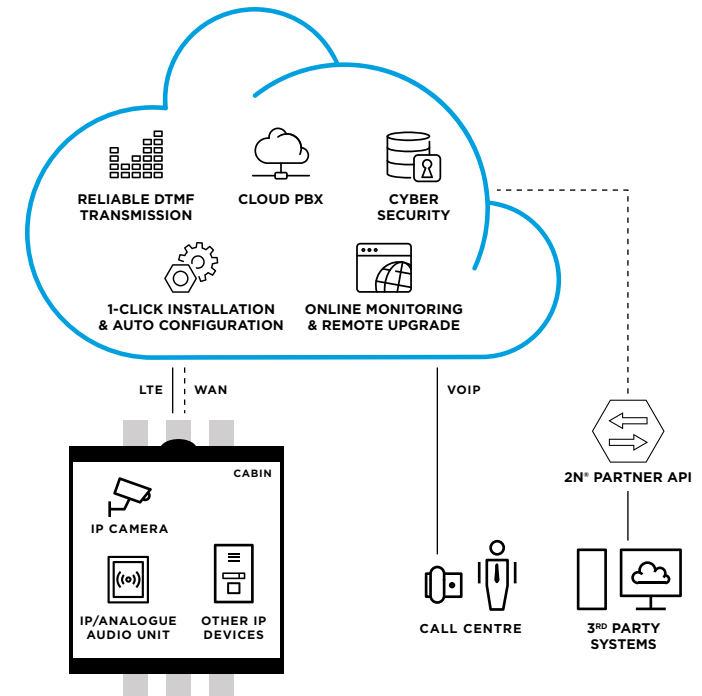 RELIABLE DTMF
TRANSMISSION
CLOUD PBX
CYBER
SECURITY
1-CLICK INSTALLATION
& AUTO CONFIGURATION
ONLINE MONITORING
& REMOTE UPGRADE
LTE
WAN
VOIP
2N® PARTNER API
CABIN
IP CAMERA
IP/ANALOGUE
AUDIO UNIT
OTHER IP
DEVICES
CALL CENTRE
3RD PARTY
SYSTEMS